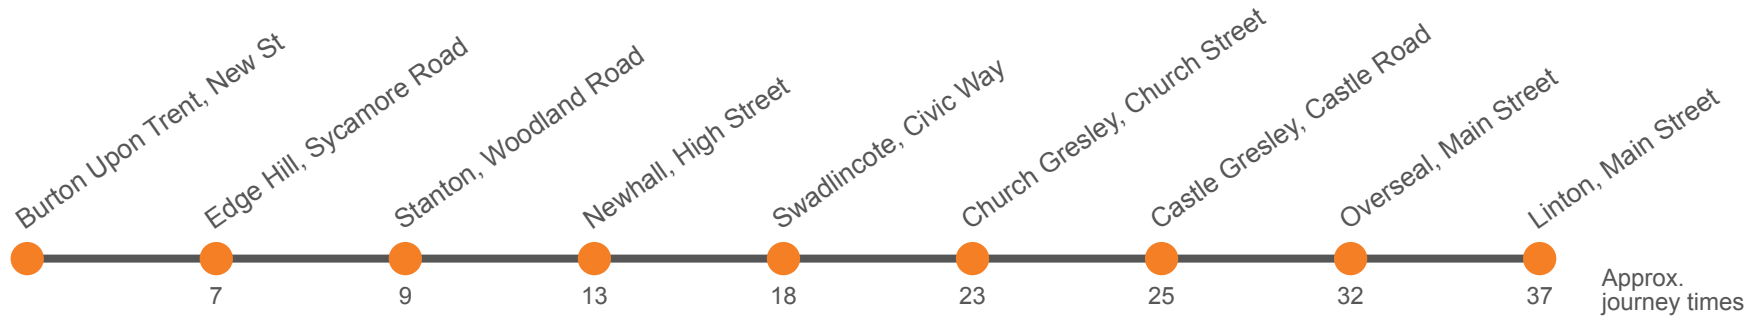 Burton Upon Trent, New St
Edge Hill, Sycamore Road
Stanton, Woodland Road
Newhall, High Street
Swadlincote, Civic Way
Church Gresley, Church Street
Castle Gresley, Castle Road
Overseal, Main Street
Linton, Main Street
7
9
13
18
23
25
32
37
Approx.
journey times